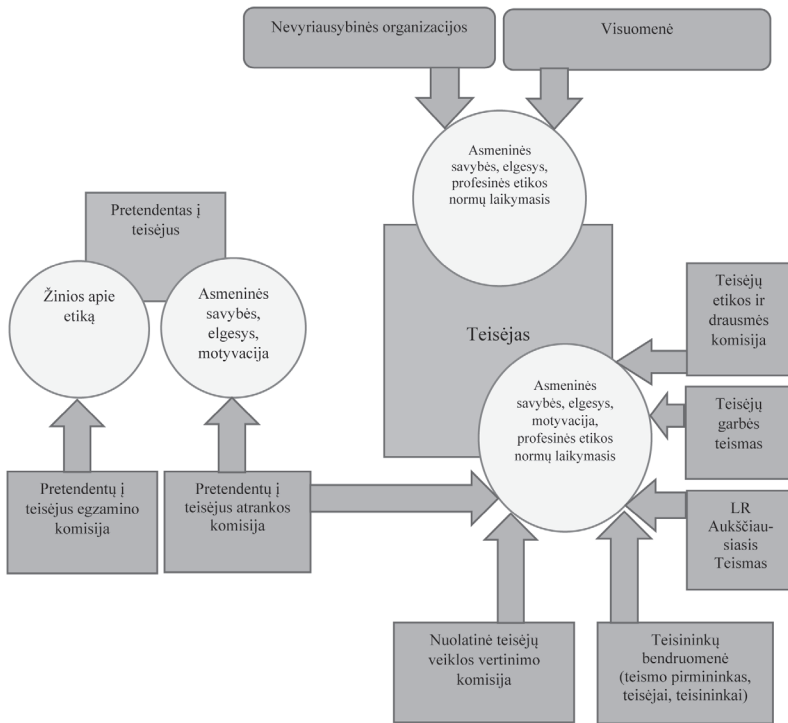 Nevyriausybinės organizacijos
Visuomenė
Asmeninės
savybės, elgesys,
profesinės etikos
normų laikymasis
Pretendentas į
teisėjus
Žinios apie
etiką
Asmeninės
savybės,
elgesys,
motyvacija
Teisėjas
Teisėjų
etikos ir
drausmės
komisija
Asmeninės
savybės, elgesys,
motyvacija,
profesinės etikos
normų laikymasis
Teisėjų
garbės
teismas
Pretendentų į
teisėjus egzamino
komisija
Pretendentų į
teisėjus atrankos
komisija
LR
Aukščiau-
siasis
Teismas
Nuolatinė teisėjų
veiklos vertinimo
komisija
Teisininkų
bendruomenė
(teismo pirmininkas,
teisėjai, teisininkai)